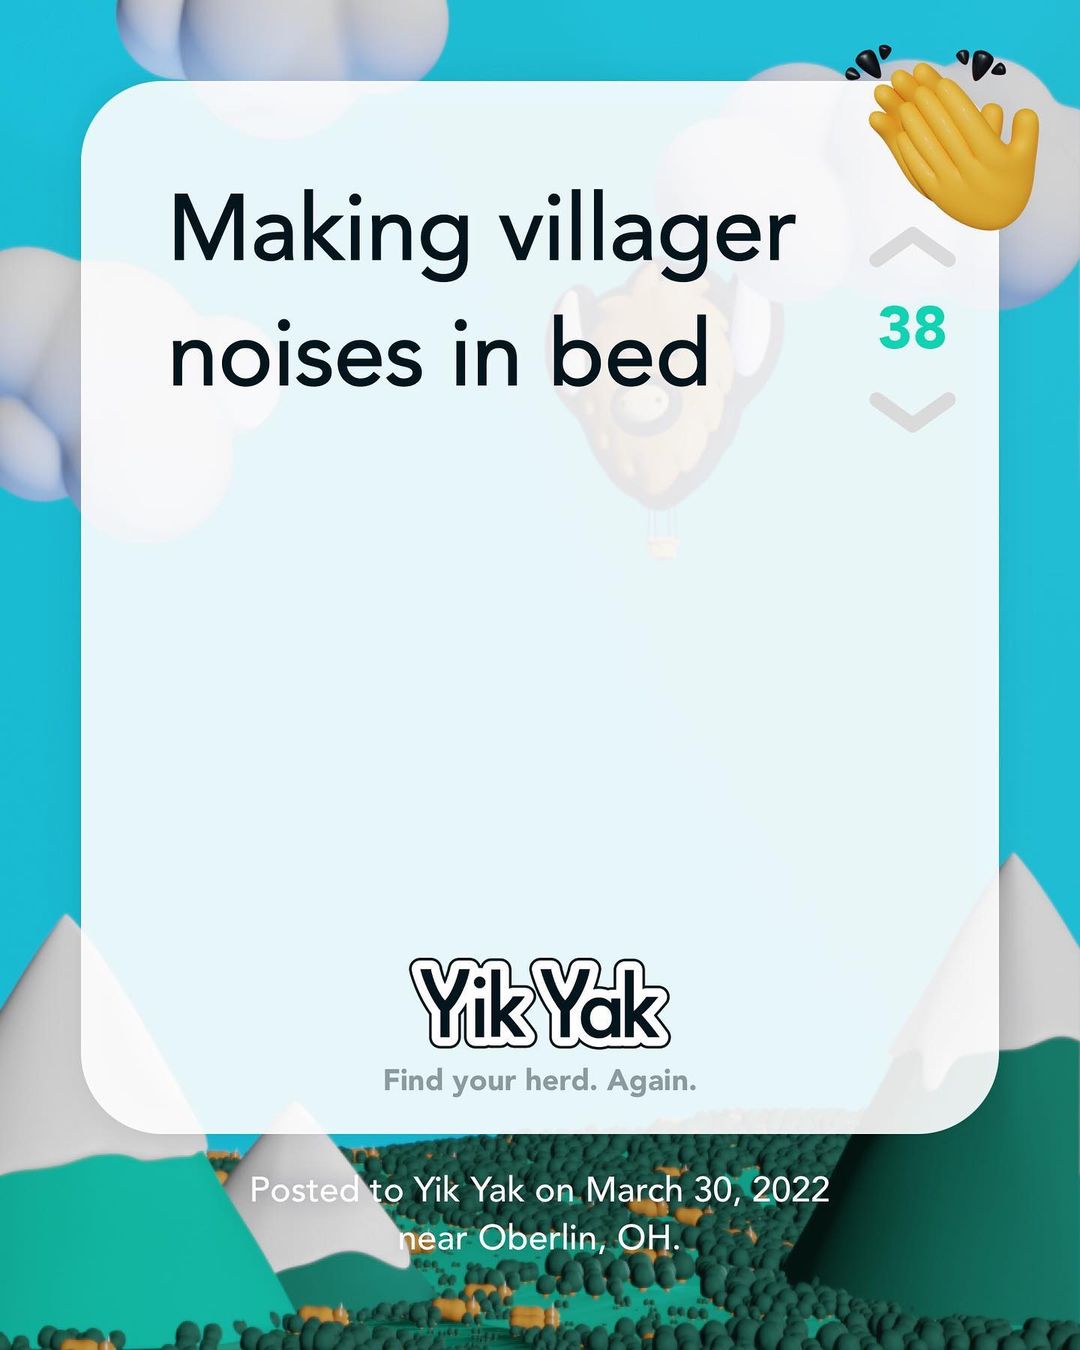 Making villager
noises in bed
38
Yik Yak
Find your herd. Again.
Posted to Yik Yak on March 30, 2022
near Oberlin, OH.